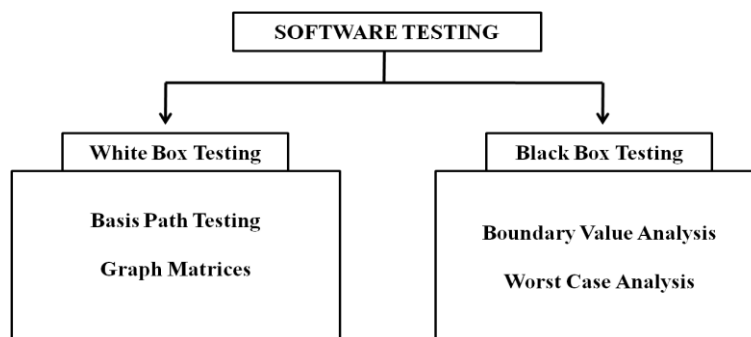 SOFTWARE TESTING
White Box Testing
Basis Path Testing
Graph Matrices
Black Box Testing
Boundary Value Analysis
Worst Case Analysis